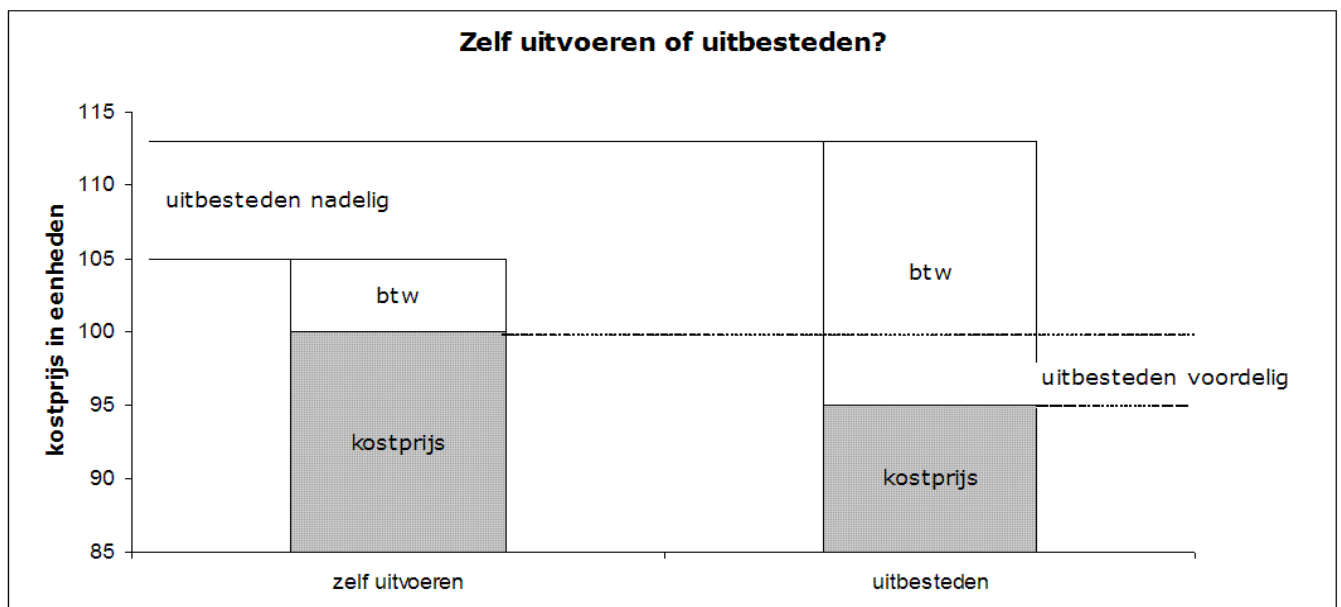 Zelf uitvoeren of uitbesteden?
kostprijs in eenheden
115
110
105
100
95
90
85
uitbesteden nadelig
btw
kostprijs
btw
uitbesteden voordelig
kostprijs
zelf uitvoeren
uitbesteden